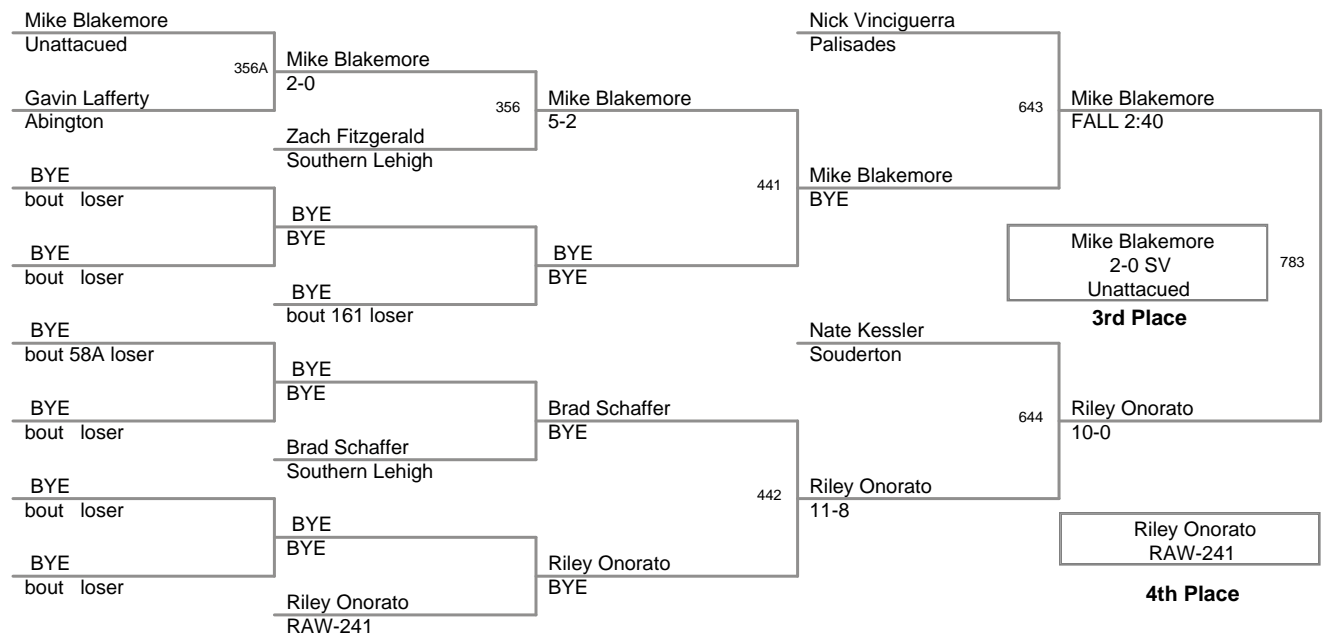 Mike Blakemore
Unattacued
356A
Gavin Lafferty
Abington
BYE
bout loser
BYE
bout loser
BYE
bout 58A loser
BYE
bout loser
BYE
bout loser
BYE
bout loser
Mike Blakemore
2-0
356
Zach Fitzgerald
Southern Lehigh
BYE
BYE
BYE
bout 161 loser
BYE
BYE
Brad Schaffer
Southern Lehigh
BYE
BYE
Riley Onorato
RAW-241
Mike Blakemore
5-2
441
BYE
BYE
Brad Schaffer
BYE
442
Riley Onorato
BYE
Nick Vinciguerra
Palisades
643
Mike Blakemore
BYE
Nate Kessler
Souderton
644
Riley Onorato
11-8
Mike Blakemore
FALL 2:40
Mike Blakemore
2-0 SV
Unattacued
783
3rd Place
Riley Onorato
10-0
Riley Onorato
RAW-241
4th Place